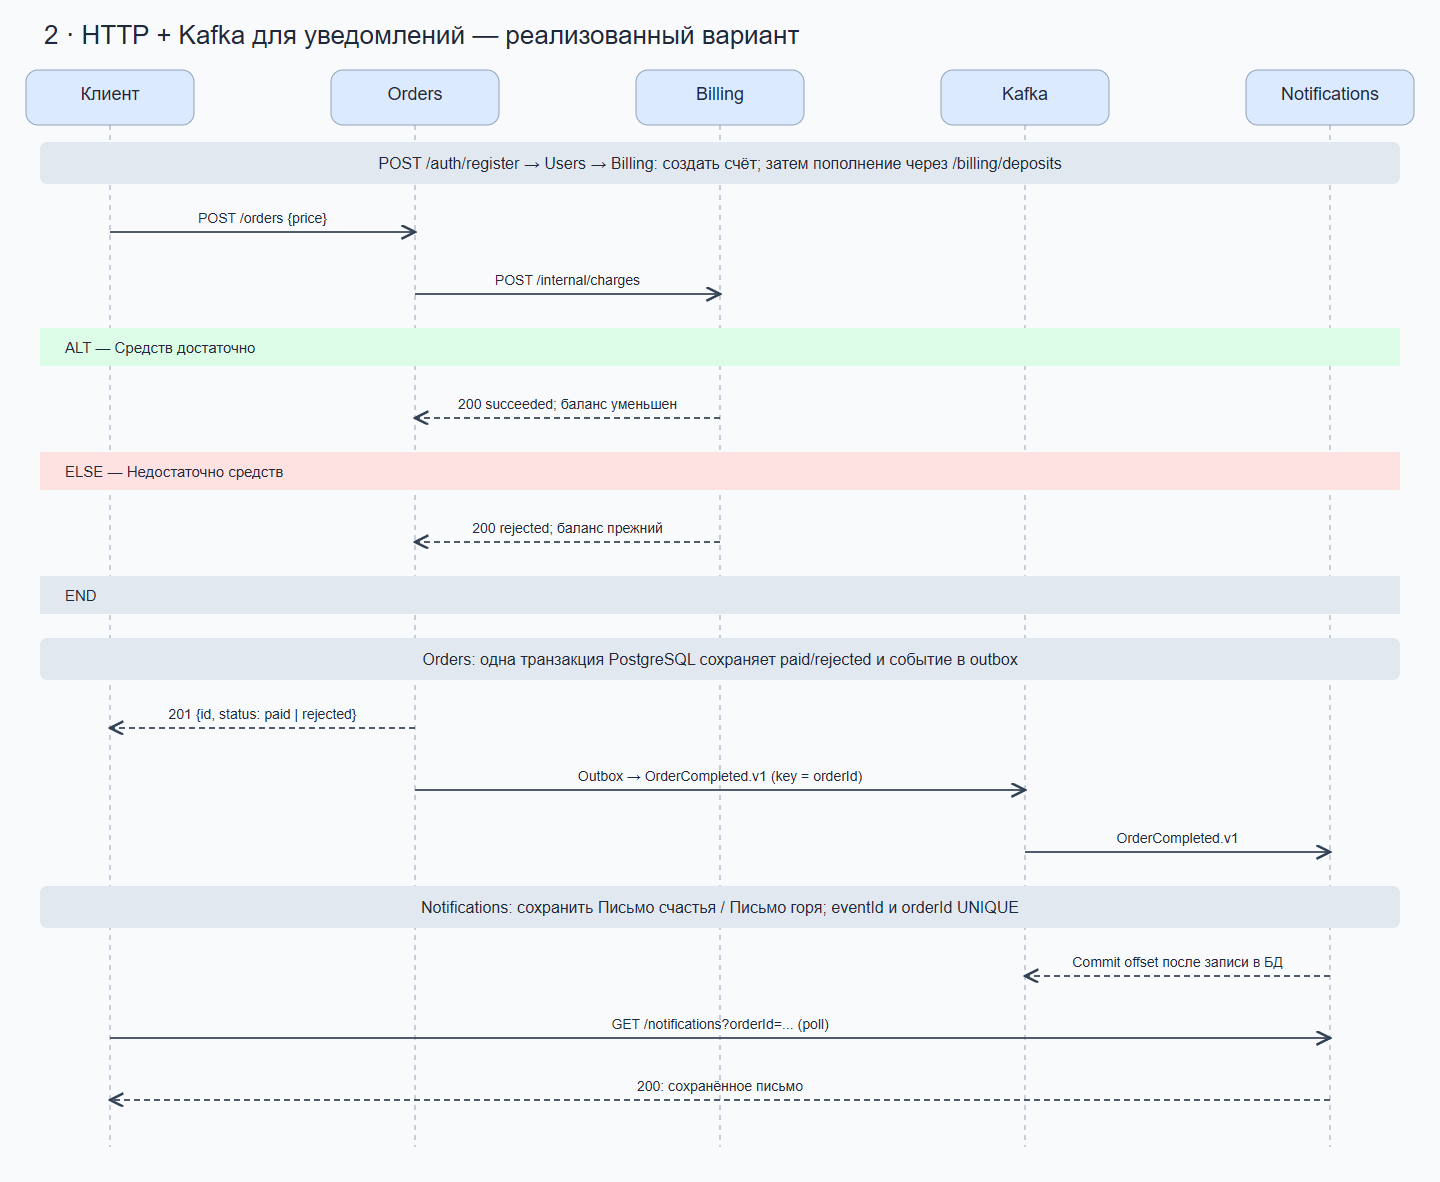 2 · HTTP + Kafka для уведомлений — реализованный вариант
Клиент
Orders
Billing
Kafka
Notifications
POST /auth/register → Users → Billing: создать счёт; затем пополнение через /billing/deposits
POST /orders {price}
POST /internal/charges
ALT — Средств достаточно
200 succeeded; баланс уменьшен
ELSE — Недостаточно средств
200 rejected; баланс прежний
END
Orders: одна транзакция PostgreSQL сохраняет paid/rejected и событие в outbox
201 {id, status: paid | rejected}
Outbox → OrderCompleted.v1 (key = orderId)
OrderCompleted.v1
Notifications: сохранить Письмо счастья / Письмо горя; eventId и orderId UNIQUE
Commit offset после записи в БД
GET /notifications?orderId=... (poll)
200: сохранённое письмо